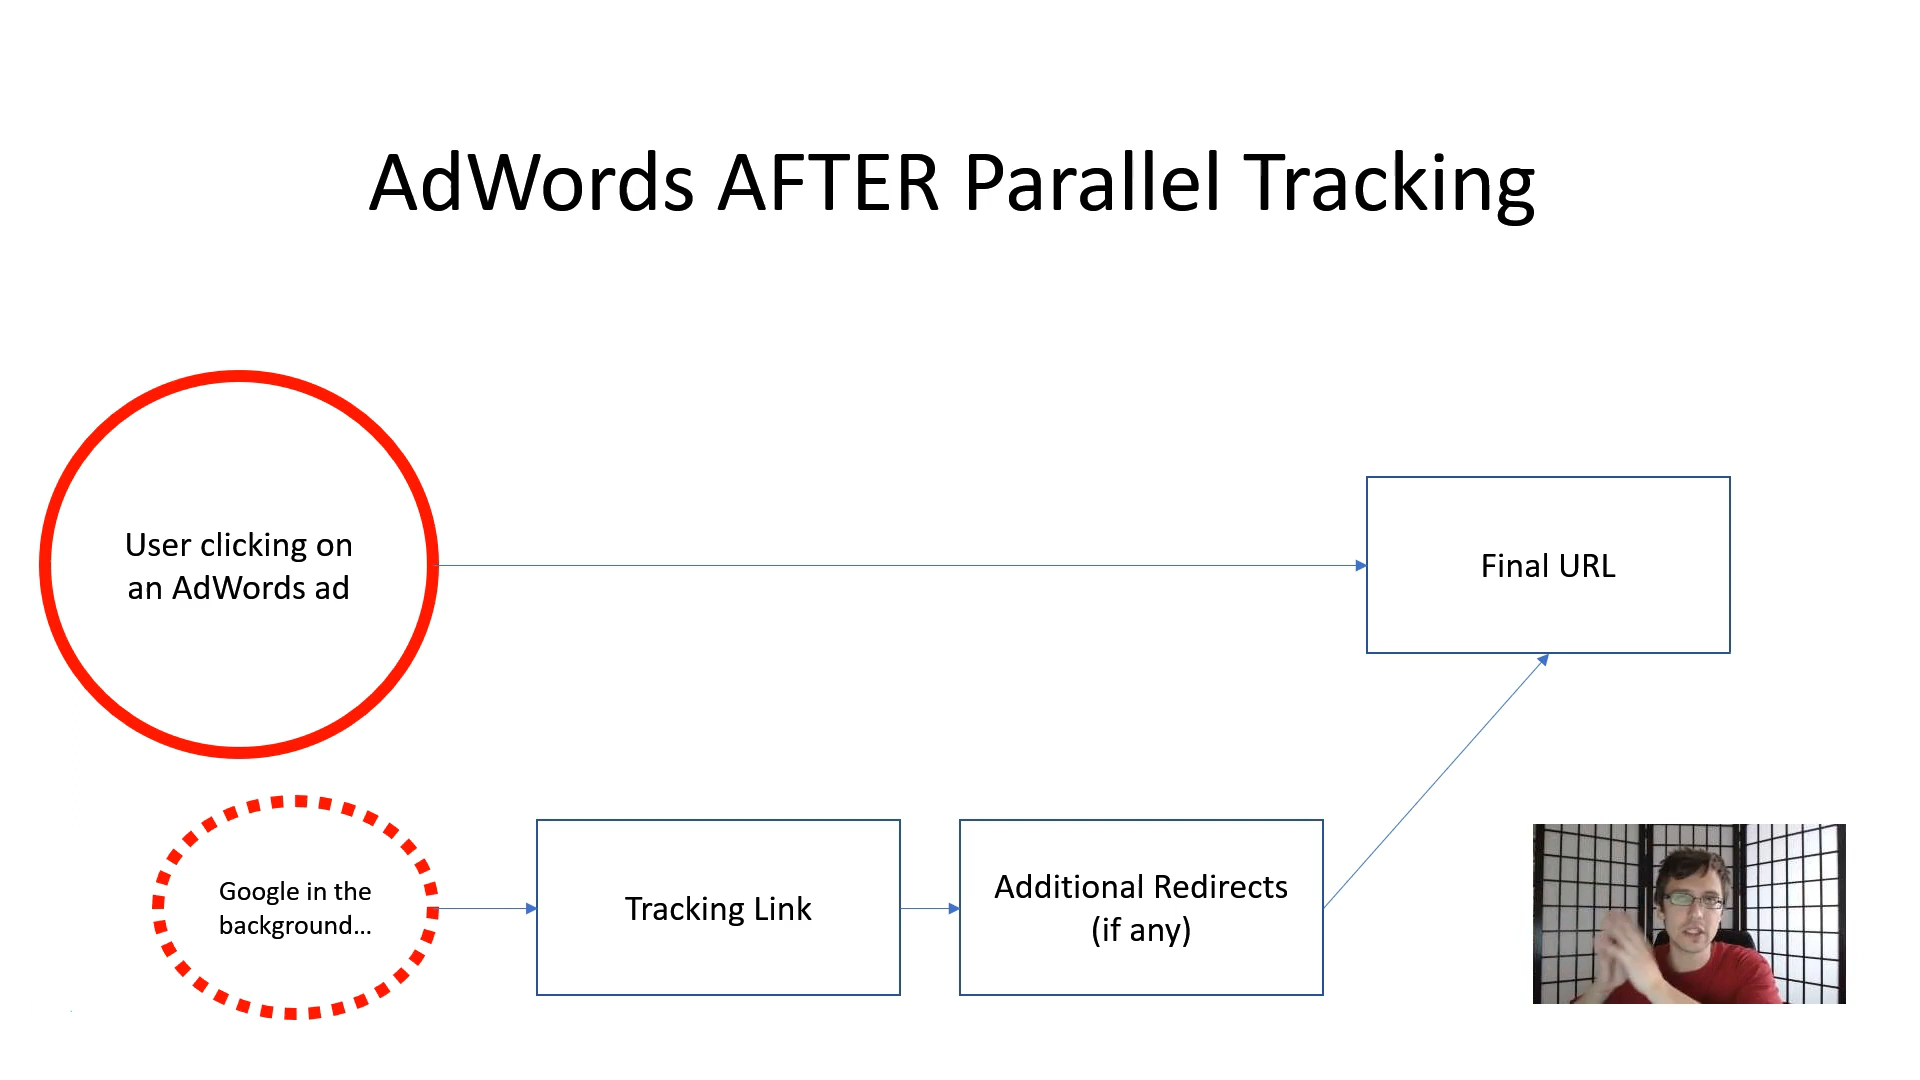 AdWords AFTER Parallel Tracking
User clicking on
an AdWords ad
Final URL
Google in the
background...
Tracking Link
Additional Redirects
(if any)